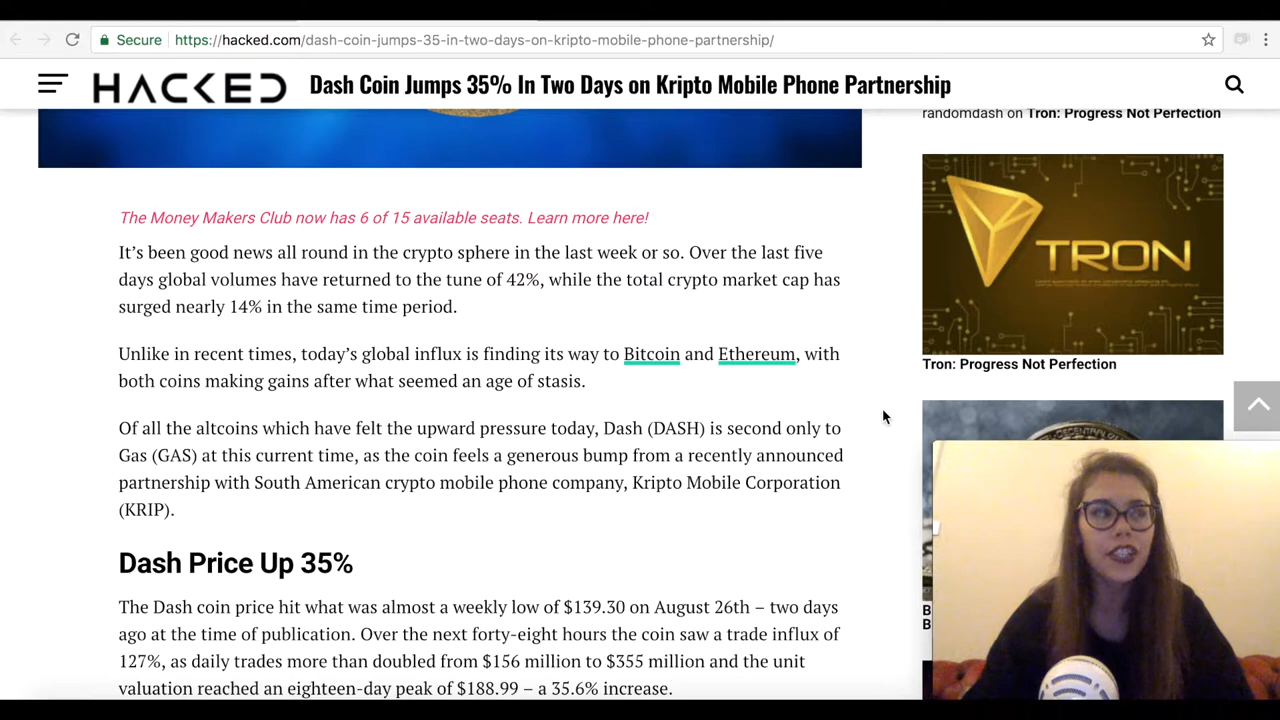 Secure https://hacked.com/dash-coin-jumps-35-in-two-days-on-kripto-mobile-phone-partnership/
HACKED Dash Coin Jumps 35% In Two Days on Kripto Mobile Phone Partnership
randomdash on Tron: Progress Not Perfection
TRON
Tron: Progress Not Perfection
The Money Makers Club now has 6 of 15 available seats. Learn more here!
It’s been good news all round in the crypto sphere in the last week or so. Over the last five
days global volumes have returned to the tune of 42%, while the total crypto market cap has
surged nearly 14% in the same time period.
Unlike in recent times, today’s global influx is finding its way to Bitcoin and Ethereum, with
both coins making gains after what seemed an age of stasis.
Of all the altcoins which have felt the upward pressure today, Dash (DASH) is second only to
Gas (GAS) at this current time, as the coin feels a generous bump from a recently announced
partnership with South American crypto mobile phone company, Kripto Mobile Corporation
(KRIP).
Dash Price Up 35%
The Dash coin price hit what was almost a weekly low of $139.30 on August 26th – two days
ago at the time of publication. Over the next forty-eight hours the coin saw a trade influx of
127%, as daily trades more than doubled from $156 million to $355 million and the unit
valuation reached an eighteen-day peak of $188.99 – a 35.6% increase.